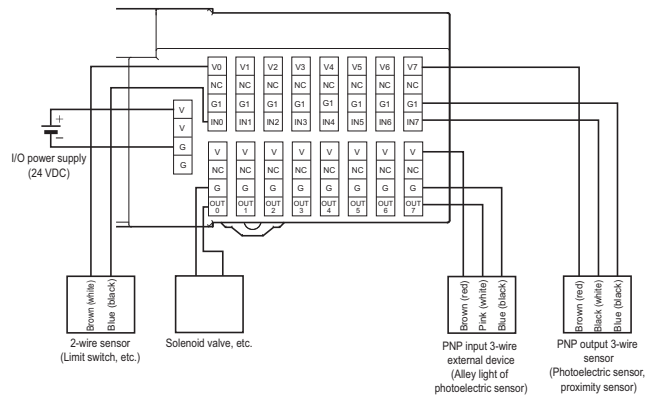 V0 V1 V2 V3 V4 V5 V6 V7
NC NC NC NC NC NC NC NC
G1 G1 G1 G1 G1 G1 G1 G1
IN0 IN1 IN2 IN3 IN4 IN5 IN6 IN7
V
V
G
G
+
−
I/O power supply
(24 VDC)
V V V V V V V V
NC NC NC NC NC NC NC NC
G G G G G G G G
OUT OUT OUT OUT OUT OUT OUT OUT
0 1 2 3 4 5 6 7
Brown (white)
Blue (black)
2-wire sensor
(Limit switch, etc.)
Solenoid valve, etc.
Brown (red)
Pink (white)
Blue (black)
PNP input 3-wire
external device
(Alley light of
photoelectric sensor)
Brown (red)
Black (white)
Blue (black)
PNP output 3-wire
sensor
(Photoelectric sensor,
proximity sensor)